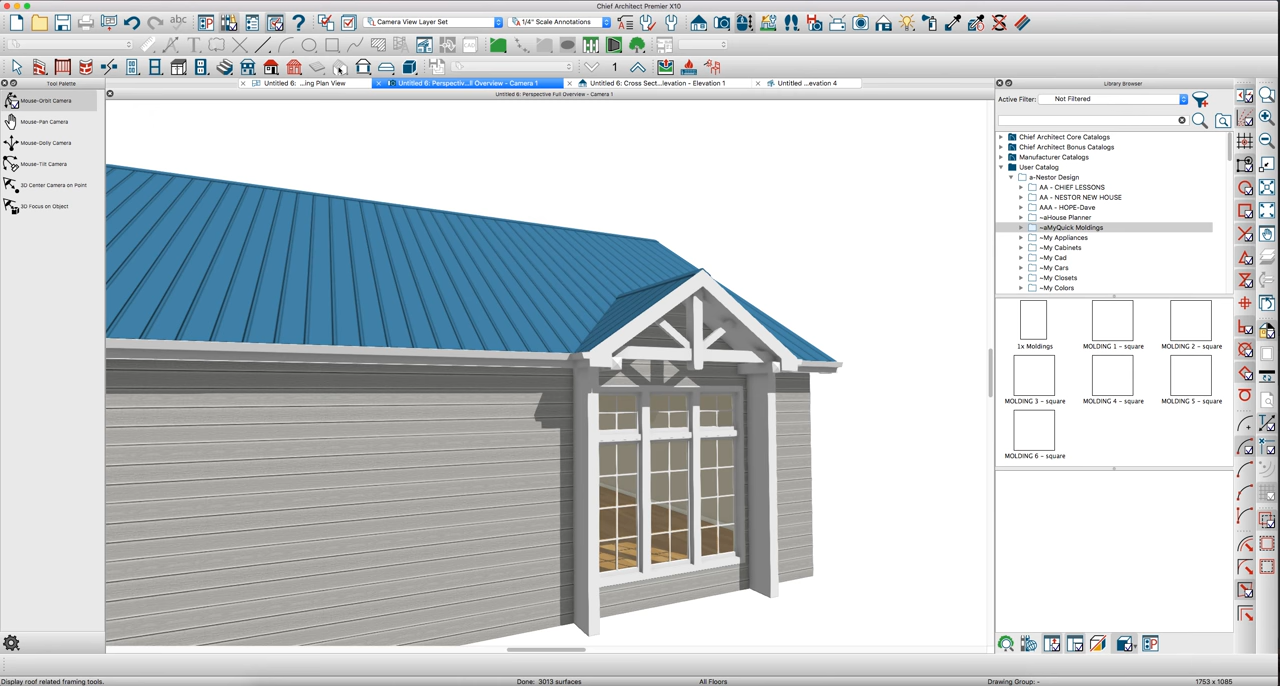 Chief Architect Premier X10
abc
Camera View Layer Set
1/4" Scale Annotations
CAD
1
Tool Palette
Untitled 6: ...ing Plan View
Untitled 6: Perspectiv...ll Overview - Camera 1
Untitled 6: Cross Sect...levation - Elevation 1
Untitled ...evation 4
Library Browser
Untitled 6: Perspective Full Overview - Camera 1
Mouse-Orbit Camera
Mouse-Pan Camera
Mouse-Dolly Camera
Mouse-Tilt Camera
3D Center Camera on Point
3D Focus on Object
Active Filter:
Not Filtered
Chief Architect Core Catalogs
Chief Architect Bonus Catalogs
Manufacturer Catalogs
User Catalog
a-Nestor Design
AA - CHIEF LESSONS
AA - NESTOR NEW HOUSE
AAA - HOPE-Dave
~aHouse Planner
~aMyQuick Moldings
~My Appliances
~My Cabinets
~My Cad
~My Cars
~My Closets
~My Colors
1x Moldings
MOLDING 1 - square
MOLDING 2 - square
MOLDING 3 - square
MOLDING 4 - square
MOLDING 5 - square
MOLDING 6 - square
Display roof related framing tools.
Done: 3013 surfaces
All Floors
Drawing Group: -
1753 x 1085